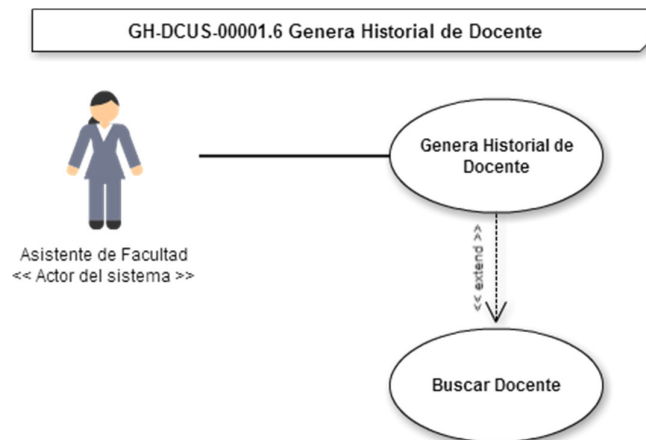 GH-DCUS-00001.6 Genera Historial de Docente
Genera Historial de
Docente
Asistente de Facultad
<< Actor del sistema >>
<< extend >>
Buscar Docente